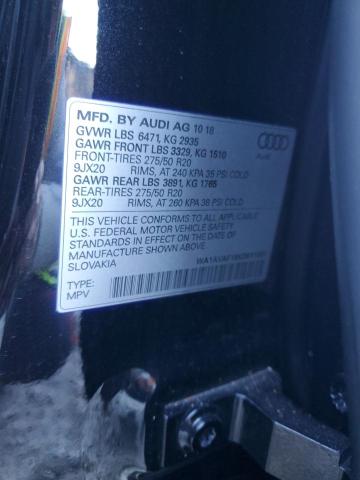 MFD. BY AUDI AG 10 18
GVWR LBS 6471, KG 2935
GAWR FRONT LBS 3329, KG 1510
FRONT-TIRES 275/50 R20
9JX20 RIMS, AT 240 KPA 35 PSI COLD
GAWR REAR LBS 3891, KG 1765
REAR-TIRES 275/50 R20
9JX20 RIMS, AT 260 KPA 38 PSI COLD
Audi
THIS VEHICLE CONFORMS TO ALL APPLICABLE
U.S. FEDERAL MOTOR VEHICLE SAFETY
STANDARDS IN EFFECT ON THE DATE OF
MANUFACTURE SHOWN ABOVE.
SLOVAKIA
TYPE:
MPV